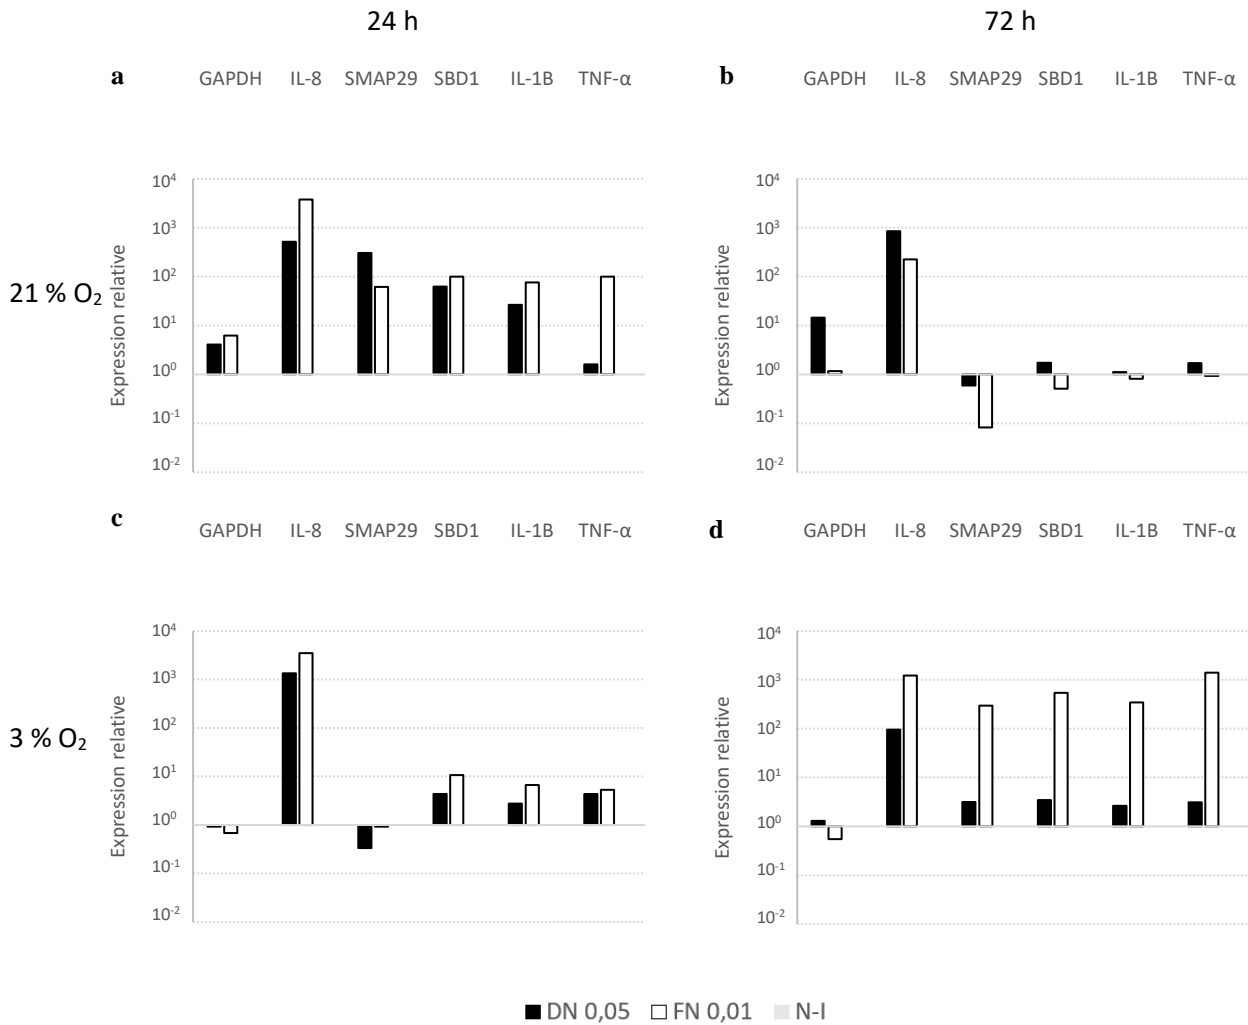 24 h 72 h
a GAPDH IL-8 SMAP29 SBD1 IL-1B TNF-α
b GAPDH IL-8 SMAP29 SBD1 IL-1B TNF-α
21 % O₂
Expression relative
10⁴
10³
10²
10¹
10⁰
10⁻¹
10⁻²
Expression relative
10⁴
10³
10²
10¹
10⁰
10⁻¹
10⁻²
c GAPDH IL-8 SMAP29 SBD1 IL-1B TNF-α
d GAPDH IL-8 SMAP29 SBD1 IL-1B TNF-α
3 % O₂
Expression relative
10⁴
10³
10²
10¹
10⁰
10⁻¹
10⁻²
Expression relative
10⁴
10³
10²
10¹
10⁰
10⁻¹
10⁻²
DN 0,05 FN 0,01 N-I